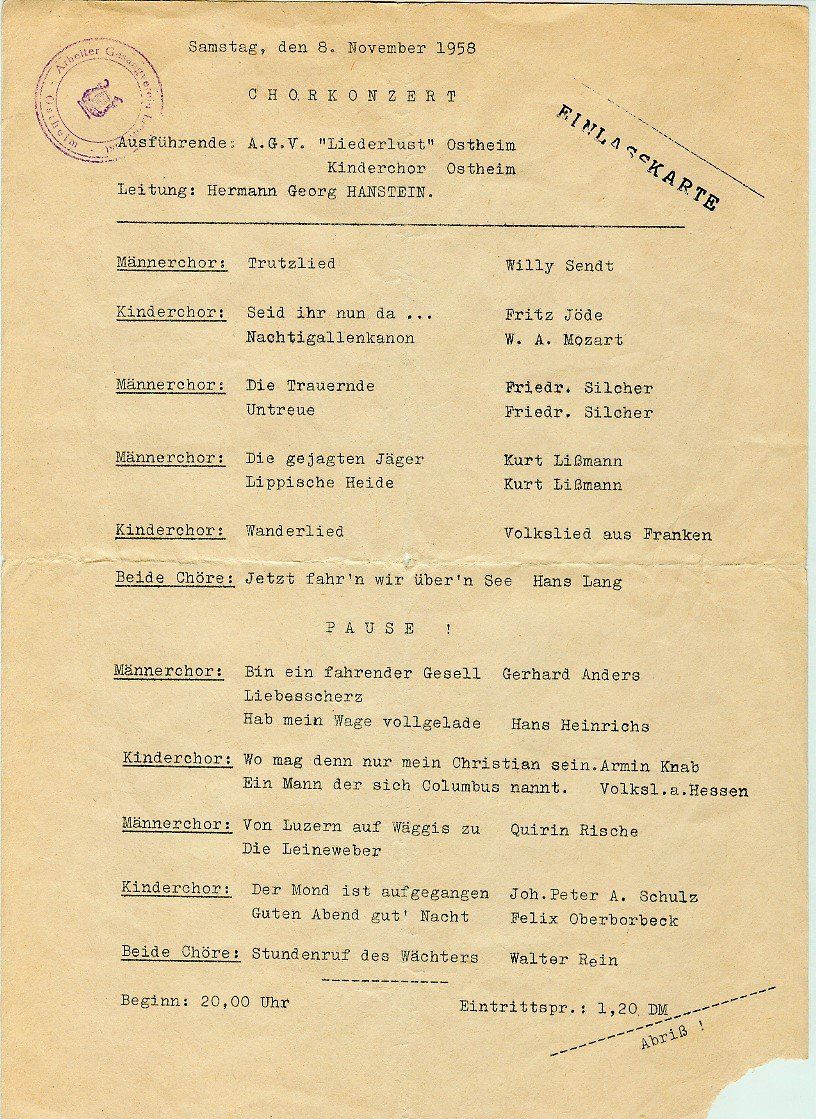 Samstag, den 8. November 1958
Arbeiter Gesangverein
Ostheim
CHORKONZERT
EINLASSKARTE
Ausführende: A.G.V. "Liederlust" Ostheim
Kinderchor Ostheim
Leitung: Hermann Georg HANSTEIN.
Männerchor: Trutzlied Willy Sendt
Kinderchor: Seid ihr nun da ... Fritz Jöde
Nachtigallenkanon W. A. Mozart
Männerchor: Die Trauernde Friedr. Silcher
Untreue Friedr. Silcher
Männerchor: Die gejagten Jäger Kurt Lißmann
Lippische Heide Kurt Lißmann
Kinderchor: Wanderlied Volkslied aus Franken
Beide Chöre: Jetzt fahr'n wir über'n See Hans Lang
PAUSE !
Männerchor: Bin ein fahrender Gesell Gerhard Anders
Liebesscherz
Hab mein Wage vollgelade Hans Heinrichs
Kinderchor: Wo mag denn nur mein Christian sein. Armin Knab
Ein Mann der sich Columbus nannt. Volksl.a.Hessen
Männerchor: Von Luzern auf Wäggis zu Quirin Rische
Die Leineweber
Kinderchor: Der Mond ist aufgegangen Joh.Peter A. Schulz
Guten Abend gut' Nacht Felix Oberborbeck
Beide Chöre: Stundenruf des Wächters Walter Rein
Beginn: 20,00 Uhr Eintrittspr.: 1,20 DM
Abriß !